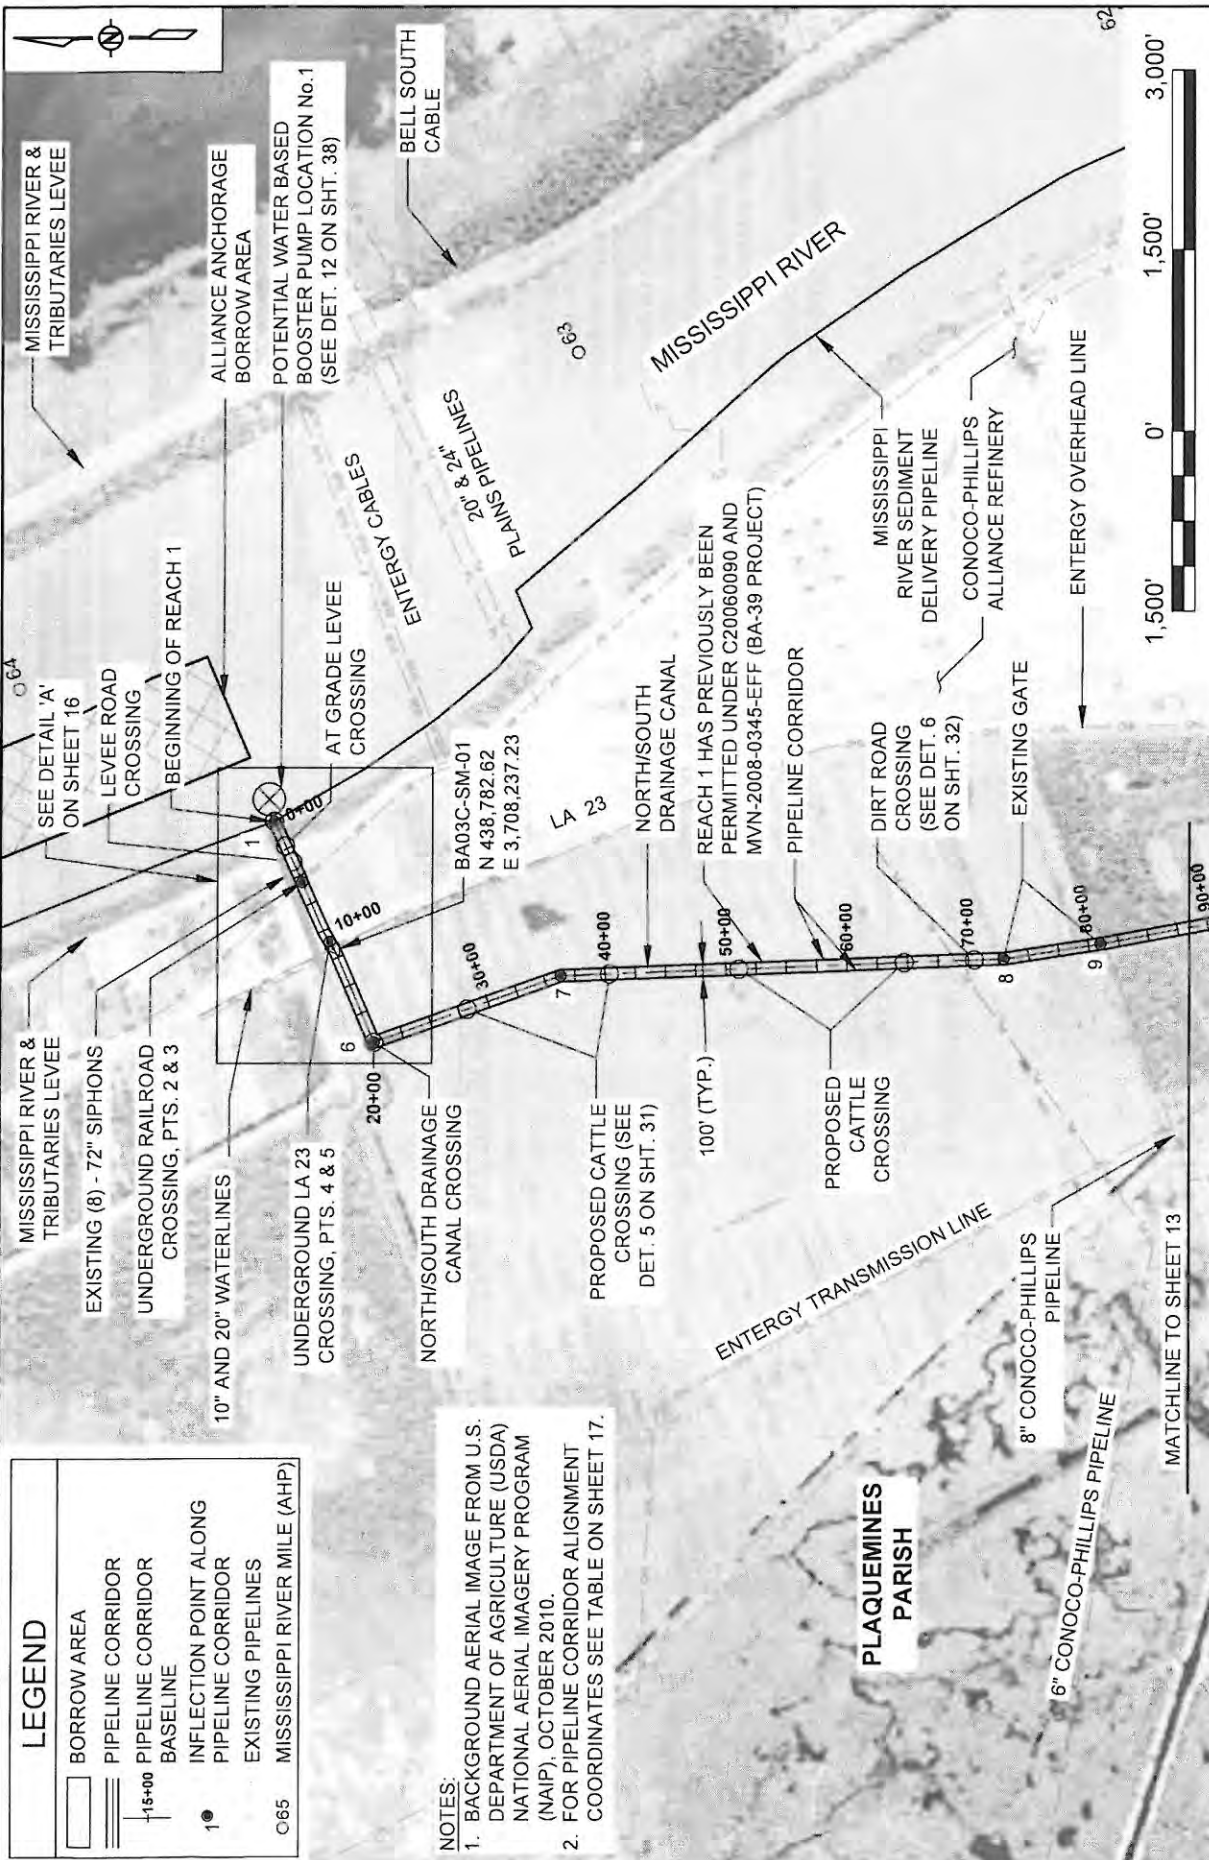 LEGEND
BORROW AREA
PIPELINE CORRIDOR
15+00
PIPELINE CORRIDOR
BASELINE
1
INFLECTION POINT ALONG
PIPELINE CORRIDOR
EXISTING PIPELINES
065
MISSISSIPPI RIVER MILE (AHP)
NOTES:
1. BACKGROUND AERIAL IMAGE FROM U.S.
DEPARTMENT OF AGRICULTURE (USDA)
NATIONAL AERIAL IMAGERY PROGRAM
(NAIP), OCTOBER 2010.
2. FOR PIPELINE CORRIDOR ALIGNMENT
COORDINATES SEE TABLE ON SHEET 17.
PLAQUEMINES
PARISH
6" CONOCO-PHILLIPS PIPELINE
MISSISSIPPI RIVER &
TRIBUTARIES LEVEE
EXISTING (8) - 72" SIPHONS
UNDERGROUND RAILROAD
CROSSING, PTS. 2 & 3
10" AND 20" WATERLINES
UNDERGROUND LA 23
CROSSING, PTS. 4 & 5
20+00
6
NORTH/SOUTH DRAINAGE
CANAL CROSSING
PROPOSED CATTLE
CROSSING (SEE
DET. 5 ON SHT. 31)
100' (TYP.)
PROPOSED
CATTLE
CROSSING
ENTERGY TRANSMISSION LINE
8" CONOCO-PHILLIPS
PIPELINE
MATCHLINE TO SHEET 13
SEE DETAIL 'A'
ON SHEET 16
LEVEE ROAD
CROSSING
BEGINNING OF REACH 1
1
0+00
10+00
AT GRADE LEVEE
CROSSING
BA03C-SM-01
N 438,782.62
E 3,708,237.23
30+00
7
40+00
50+00
60+00
70+00
8
80+00
9
90+00
LA 23
NORTH/SOUTH
DRAINAGE CANAL
REACH 1 HAS PREVIOUSLY BEEN
PERMITTED UNDER C20060090 AND
MVN-2008-0345-EFF (BA-39 PROJECT)
PIPELINE CORRIDOR
DIRT ROAD
CROSSING
(SEE DET. 6
ON SHT. 32)
EXISTING GATE
N
MISSISSIPPI RIVER &
TRIBUTARIES LEVEE
64
ALLIANCE ANCHORAGE
BORROW AREA
POTENTIAL WATER BASED
BOOSTER PUMP LOCATION No.1
(SEE DET. 12 ON SHT. 38)
BELL SOUTH
CABLE
ENTERGY CABLES
20" & 24"
PLAINS PIPELINES
63
MISSISSIPPI RIVER
MISSISSIPPI
RIVER SEDIMENT
DELIVERY PIPELINE
CONOCO-PHILLIPS
ALLIANCE REFINERY
ENTERGY OVERHEAD LINE
62
1,500'
0'
1,500'
3,000'